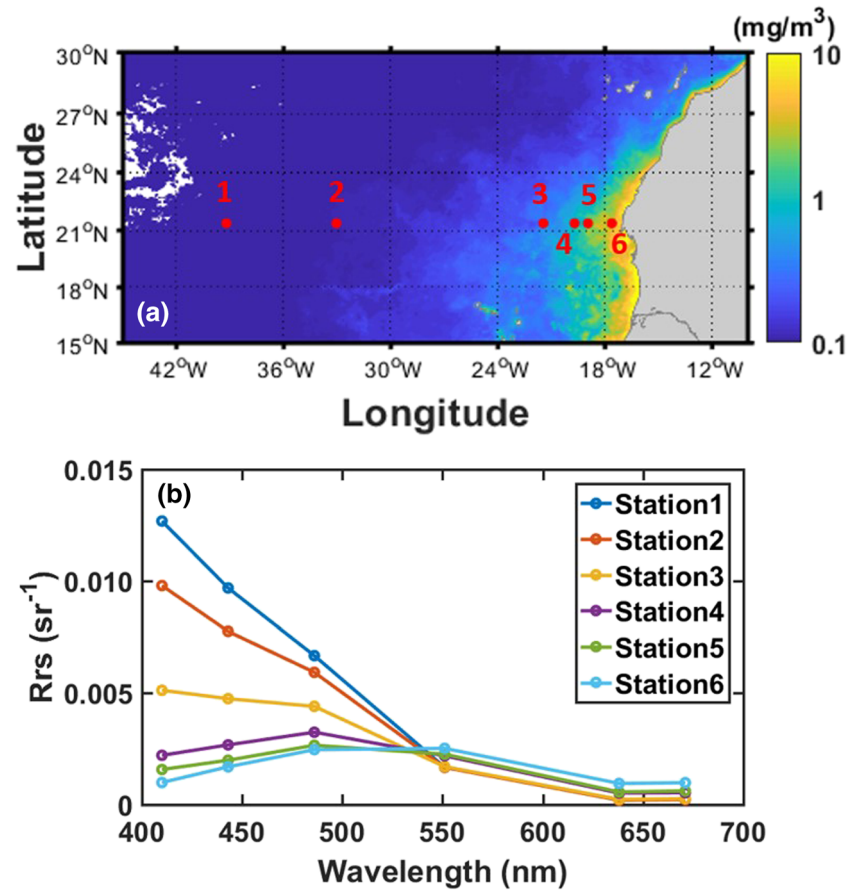 (mg/m³)
30°N
27°N
24°N
21°N
18°N
15°N
Latitude
1
2
3
5
4
6
(a)
10
1
0.1
42°W 36°W 30°W 24°W 18°W 12°W
Longitude
0.015
0.010
0.005
0
Rrs (sr⁻¹)
(b)
Station1
Station2
Station3
Station4
Station5
Station6
400 450 500 550 600 650 700
Wavelength (nm)